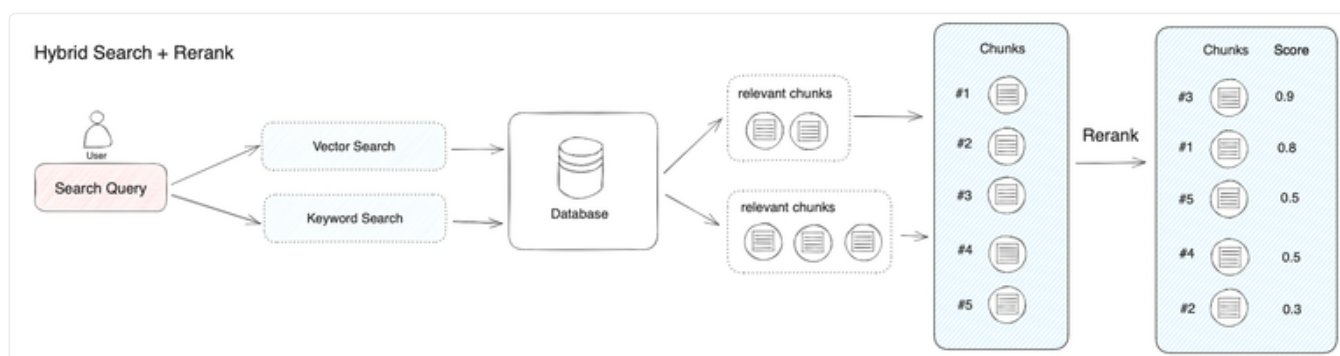 Hybrid Search + Rerank
User
Search Query
Vector Search
Keyword Search
Database
relevant chunks
relevant chunks
Chunks
#1
#2
#3
#4
#5
Rerank
Chunks Score
#3 0.9
#1 0.8
#5 0.5
#4 0.5
#2 0.3